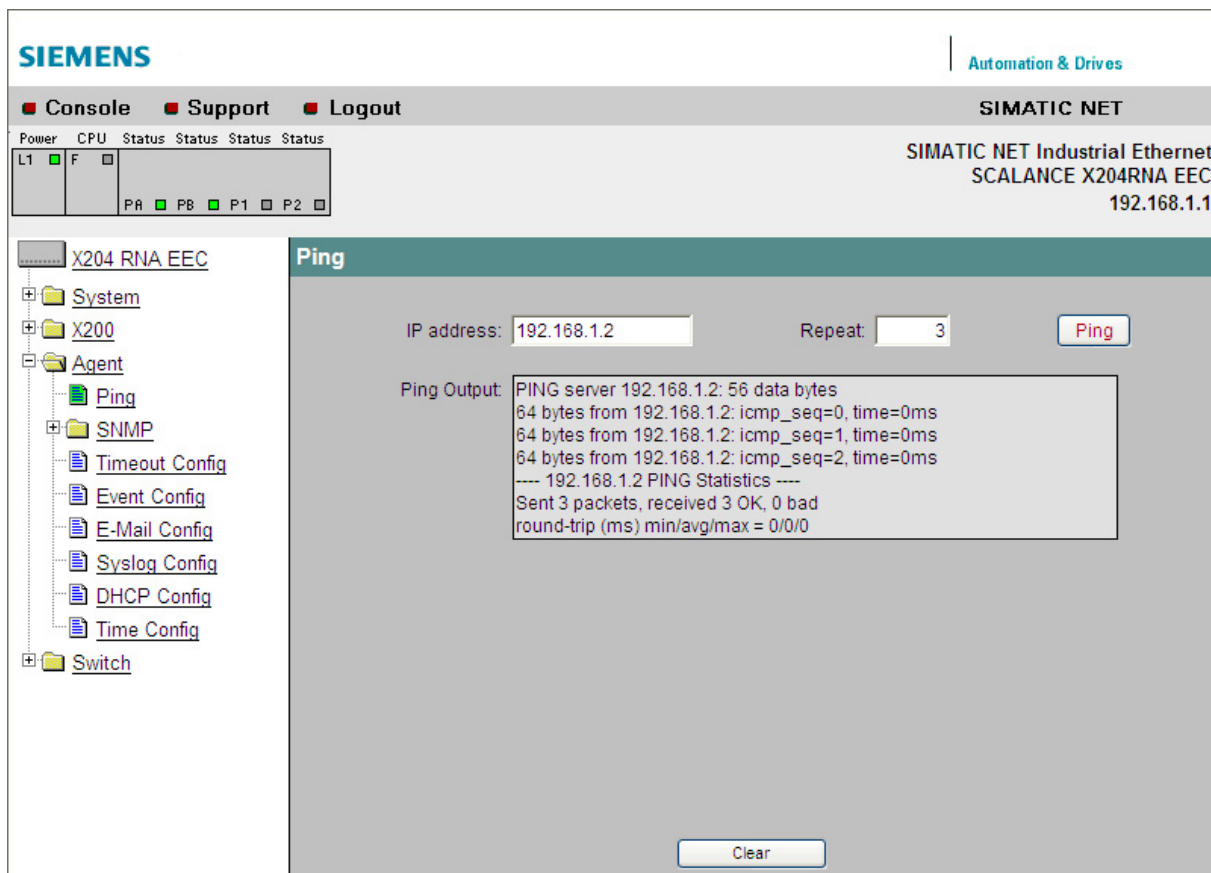 SIEMENS
Automation & Drives
Console Support Logout
SIMATIC NET
Power CPU Status Status Status Status
L1 F
PA PB P1 P2
SIMATIC NET Industrial Ethernet
SCALANCE X204RNA EEC
192.168.1.1
X204 RNA EEC
System
X200
Agent
Ping
SNMP
Timeout Config
Event Config
E-Mail Config
Syslog Config
DHCP Config
Time Config
Switch
Ping
IP address: 192.168.1.2 Repeat: 3 Ping
Ping Output: PING server 192.168.1.2: 56 data bytes
64 bytes from 192.168.1.2: icmp_seq=0, time=0ms
64 bytes from 192.168.1.2: icmp_seq=1, time=0ms
64 bytes from 192.168.1.2: icmp_seq=2, time=0ms
---- 192.168.1.2 PING Statistics ----
Sent 3 packets, received 3 OK, 0 bad
round-trip (ms) min/avg/max = 0/0/0
Clear